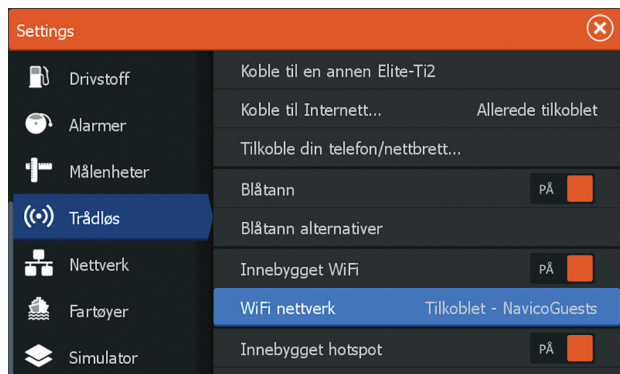 Settings
Drivstoff
Alarmer
Målenheter
Trådløs
Nettverk
Fartøyer
Simulator
Koble til en annen Elite-Ti2
Koble til Internett... Allerede tilkoblet
Tilkoble din telefon/nettbrett...
Blåtann PÅ
Blåtann alternativer
Innebygget WiFi PÅ
WiFi nettverk Tilkoblet - NavicoGuests
Innebygget hotspot PÅ